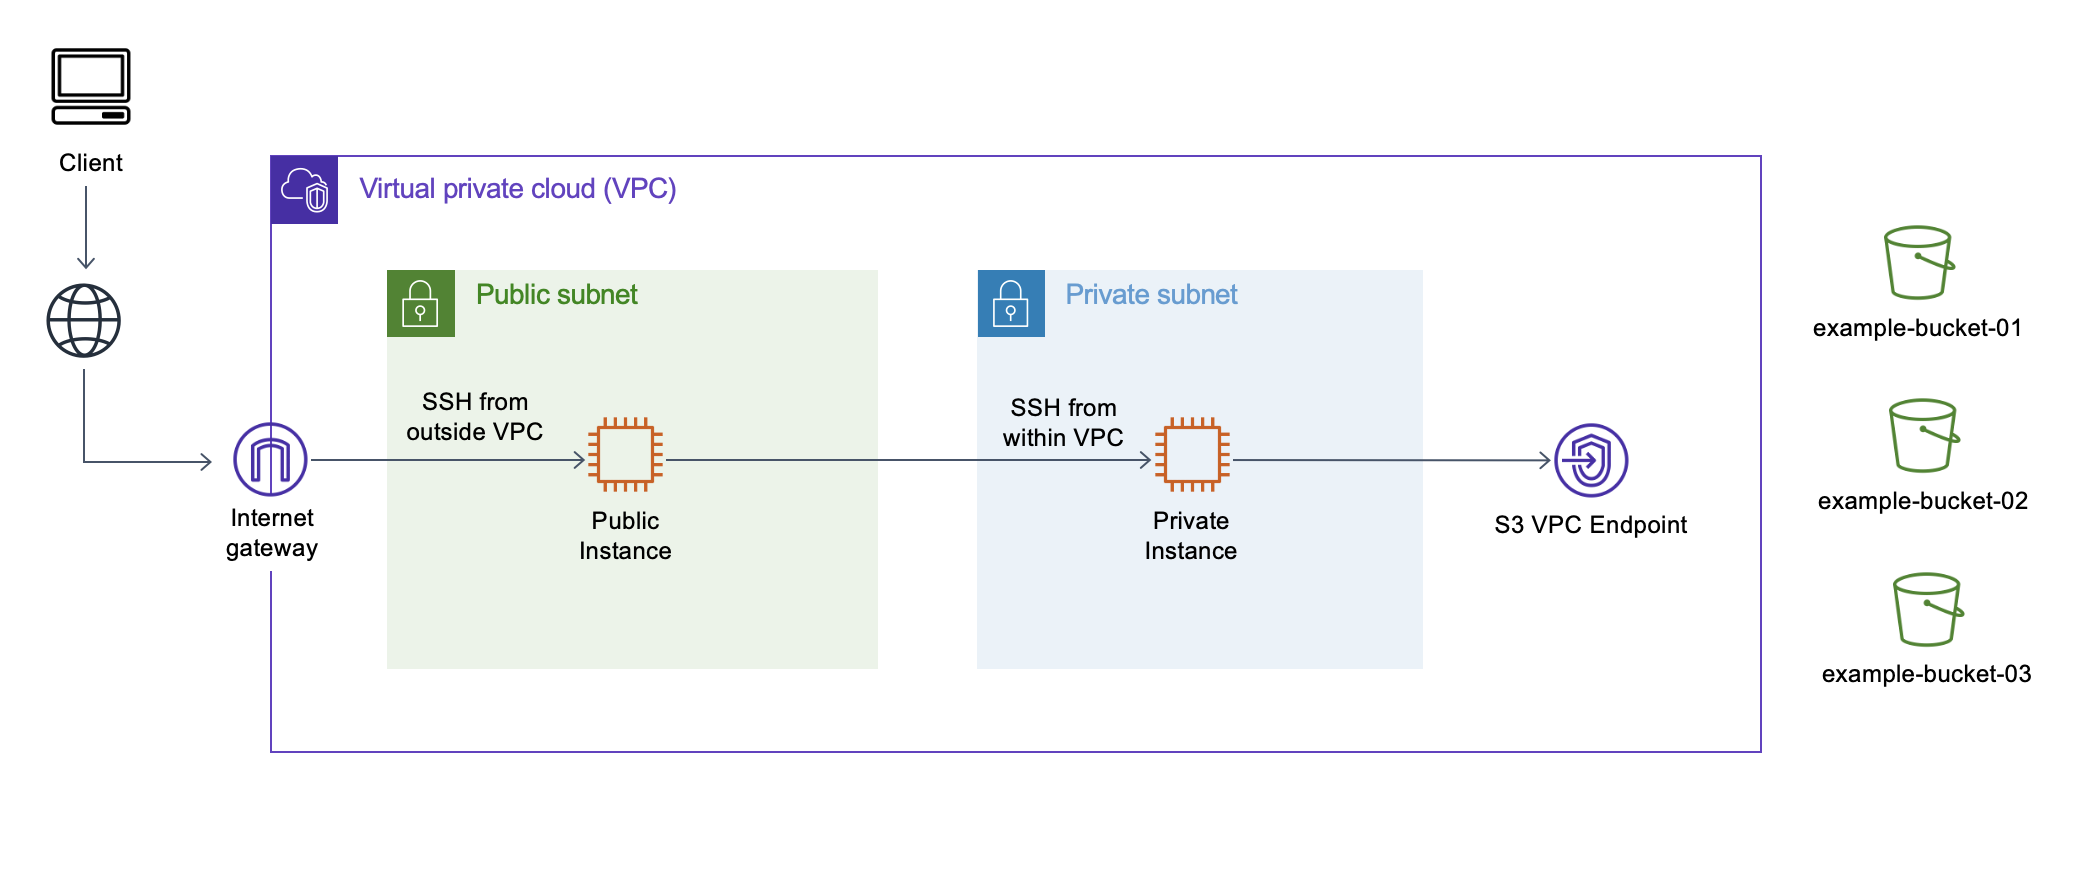 Client
Virtual private cloud (VPC)
Public subnet
Private subnet
SSH from
outside VPC
SSH from
within VPC
Internet
gateway
Public
Instance
Private
Instance
S3 VPC Endpoint
example-bucket-01
example-bucket-02
example-bucket-03